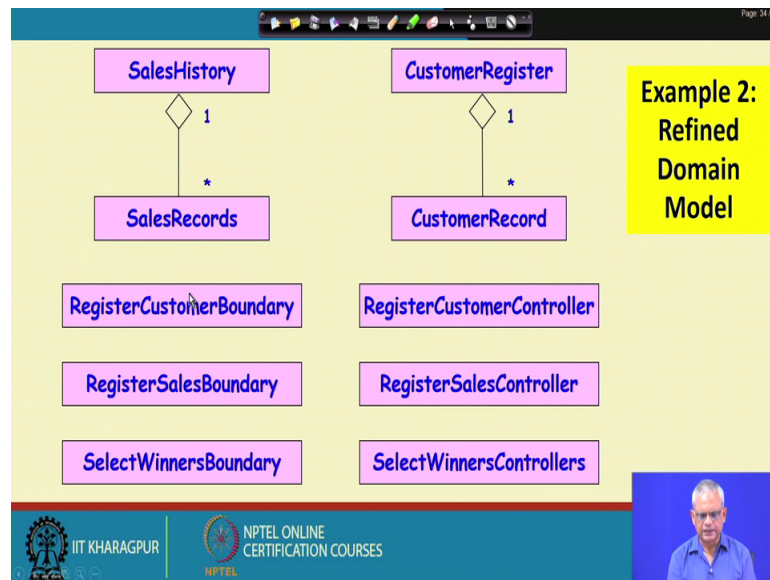 Page: 34 /
SalesHistory
CustomerRegister
1
1
*
*
SalesRecords
CustomerRecord
Example 2:
Refined
Domain
Model
RegisterCustomerBoundary
RegisterCustomerController
RegisterSalesBoundary
RegisterSalesController
SelectWinnersBoundary
SelectWinnersControllers
IIT KHARAGPUR
NPTEL
NPTEL ONLINE
CERTIFICATION COURSES